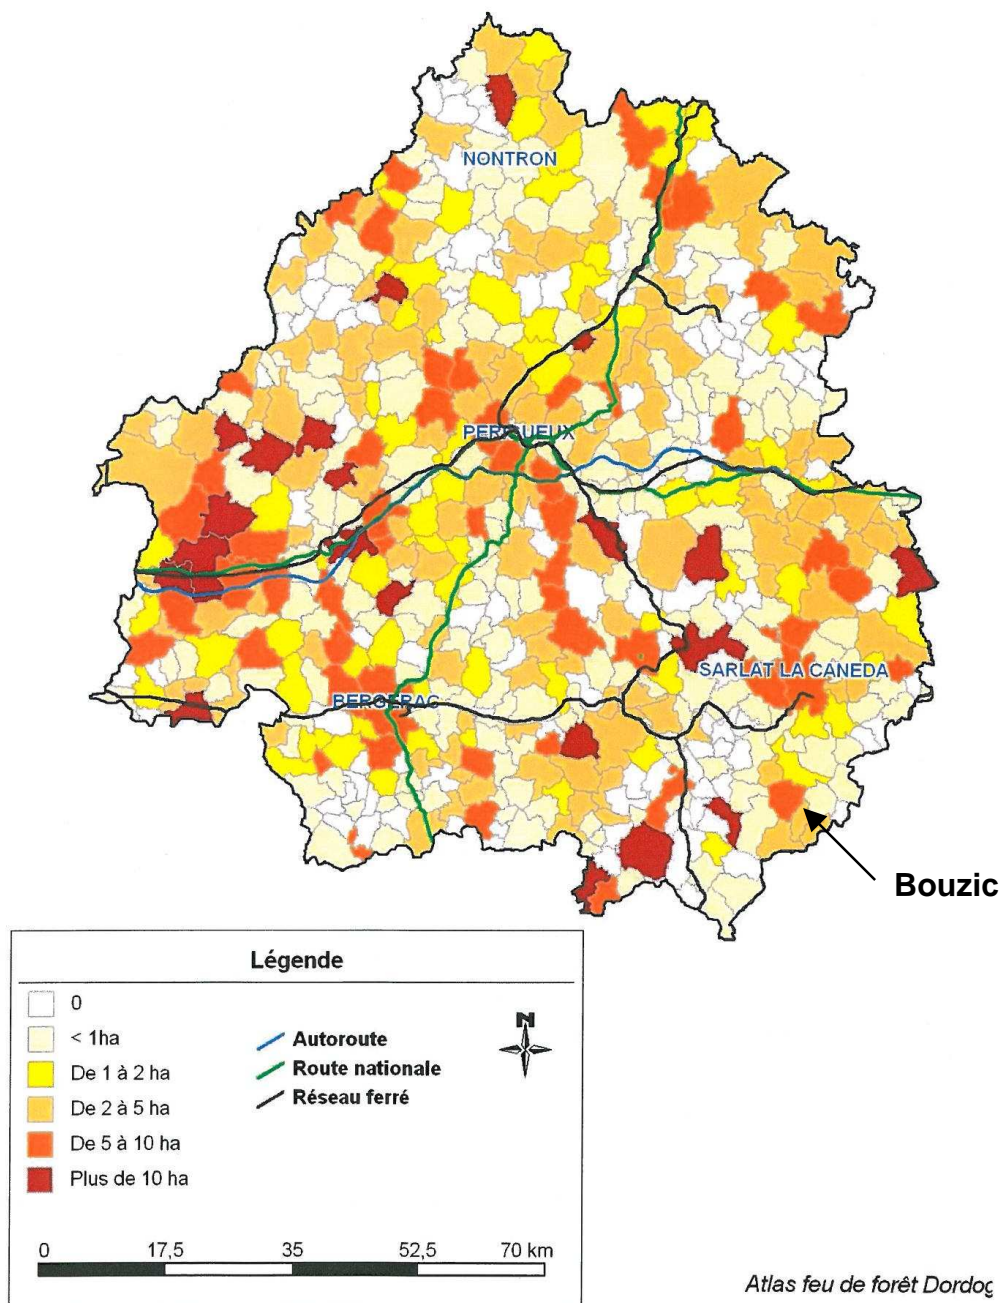 NONTRON
PERIGUEUX
SARLAT LA CANEDA
BERGERAC
Bouzic
Légende
0
< 1ha
De 1 à 2 ha
De 2 à 5 ha
De 5 à 10 ha
Plus de 10 ha
Autoroute
Route nationale
Réseau ferré
N
0 17,5 35 52,5 70 km
Atlas feu de forêt Dordog